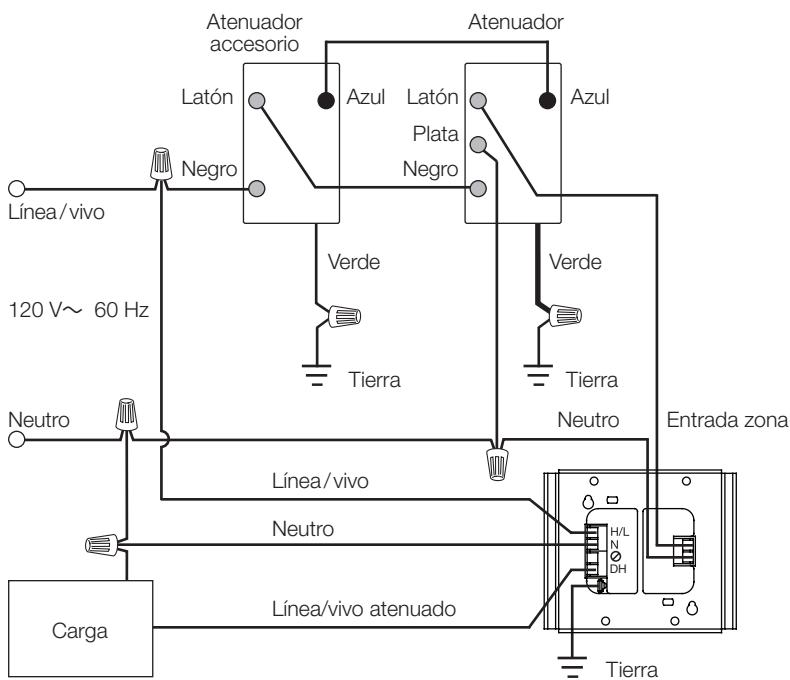 Atenuador
accesorio
Atenuador
Latón
Azul
Latón
Azul
Plata
Negro
Negro
Línea/vivo
Verde
Verde
120 V~ 60 Hz
Tierra
Tierra
Neutro
Neutro
Entrada zona
Línea/vivo
H/L
Neutro
N
DH
Línea/vivo atenuado
Carga
Tierra